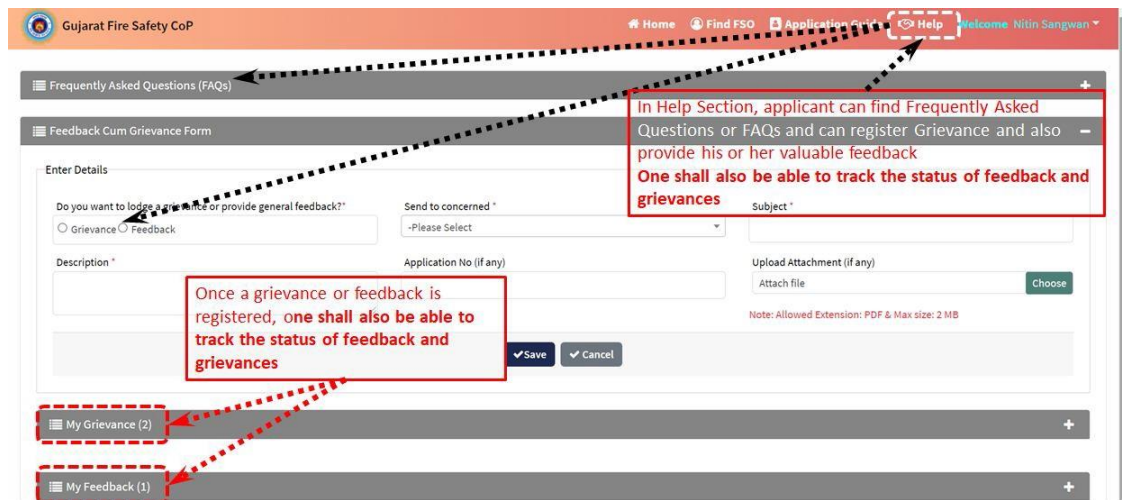 Gujarat Fire Safety CoP
Home Find FSO Application Guide Help Welcome Nitin Sangwan
Frequently Asked Questions (FAQs)
In Help Section, applicant can find Frequently Asked
Questions or FAQs and can register Grievance and also
provide his or her valuable feedback
One shall also be able to track the status of feedback and
grievances
Feedback Cum Grievance Form
Enter Details
Do you want to lodge a grievance or provide general feedback?*
Grievance Feedback
Send to concerned *
-Please Select
Subject *
Description *
Application No (if any)
Upload Attachment (if any)
Attach file Choose
Note: Allowed Extension: PDF & Max size: 2 MB
Once a grievance or feedback is
registered, one shall also be able to
track the status of feedback and
grievances
Save Cancel
My Grievance (2)
My Feedback (1)